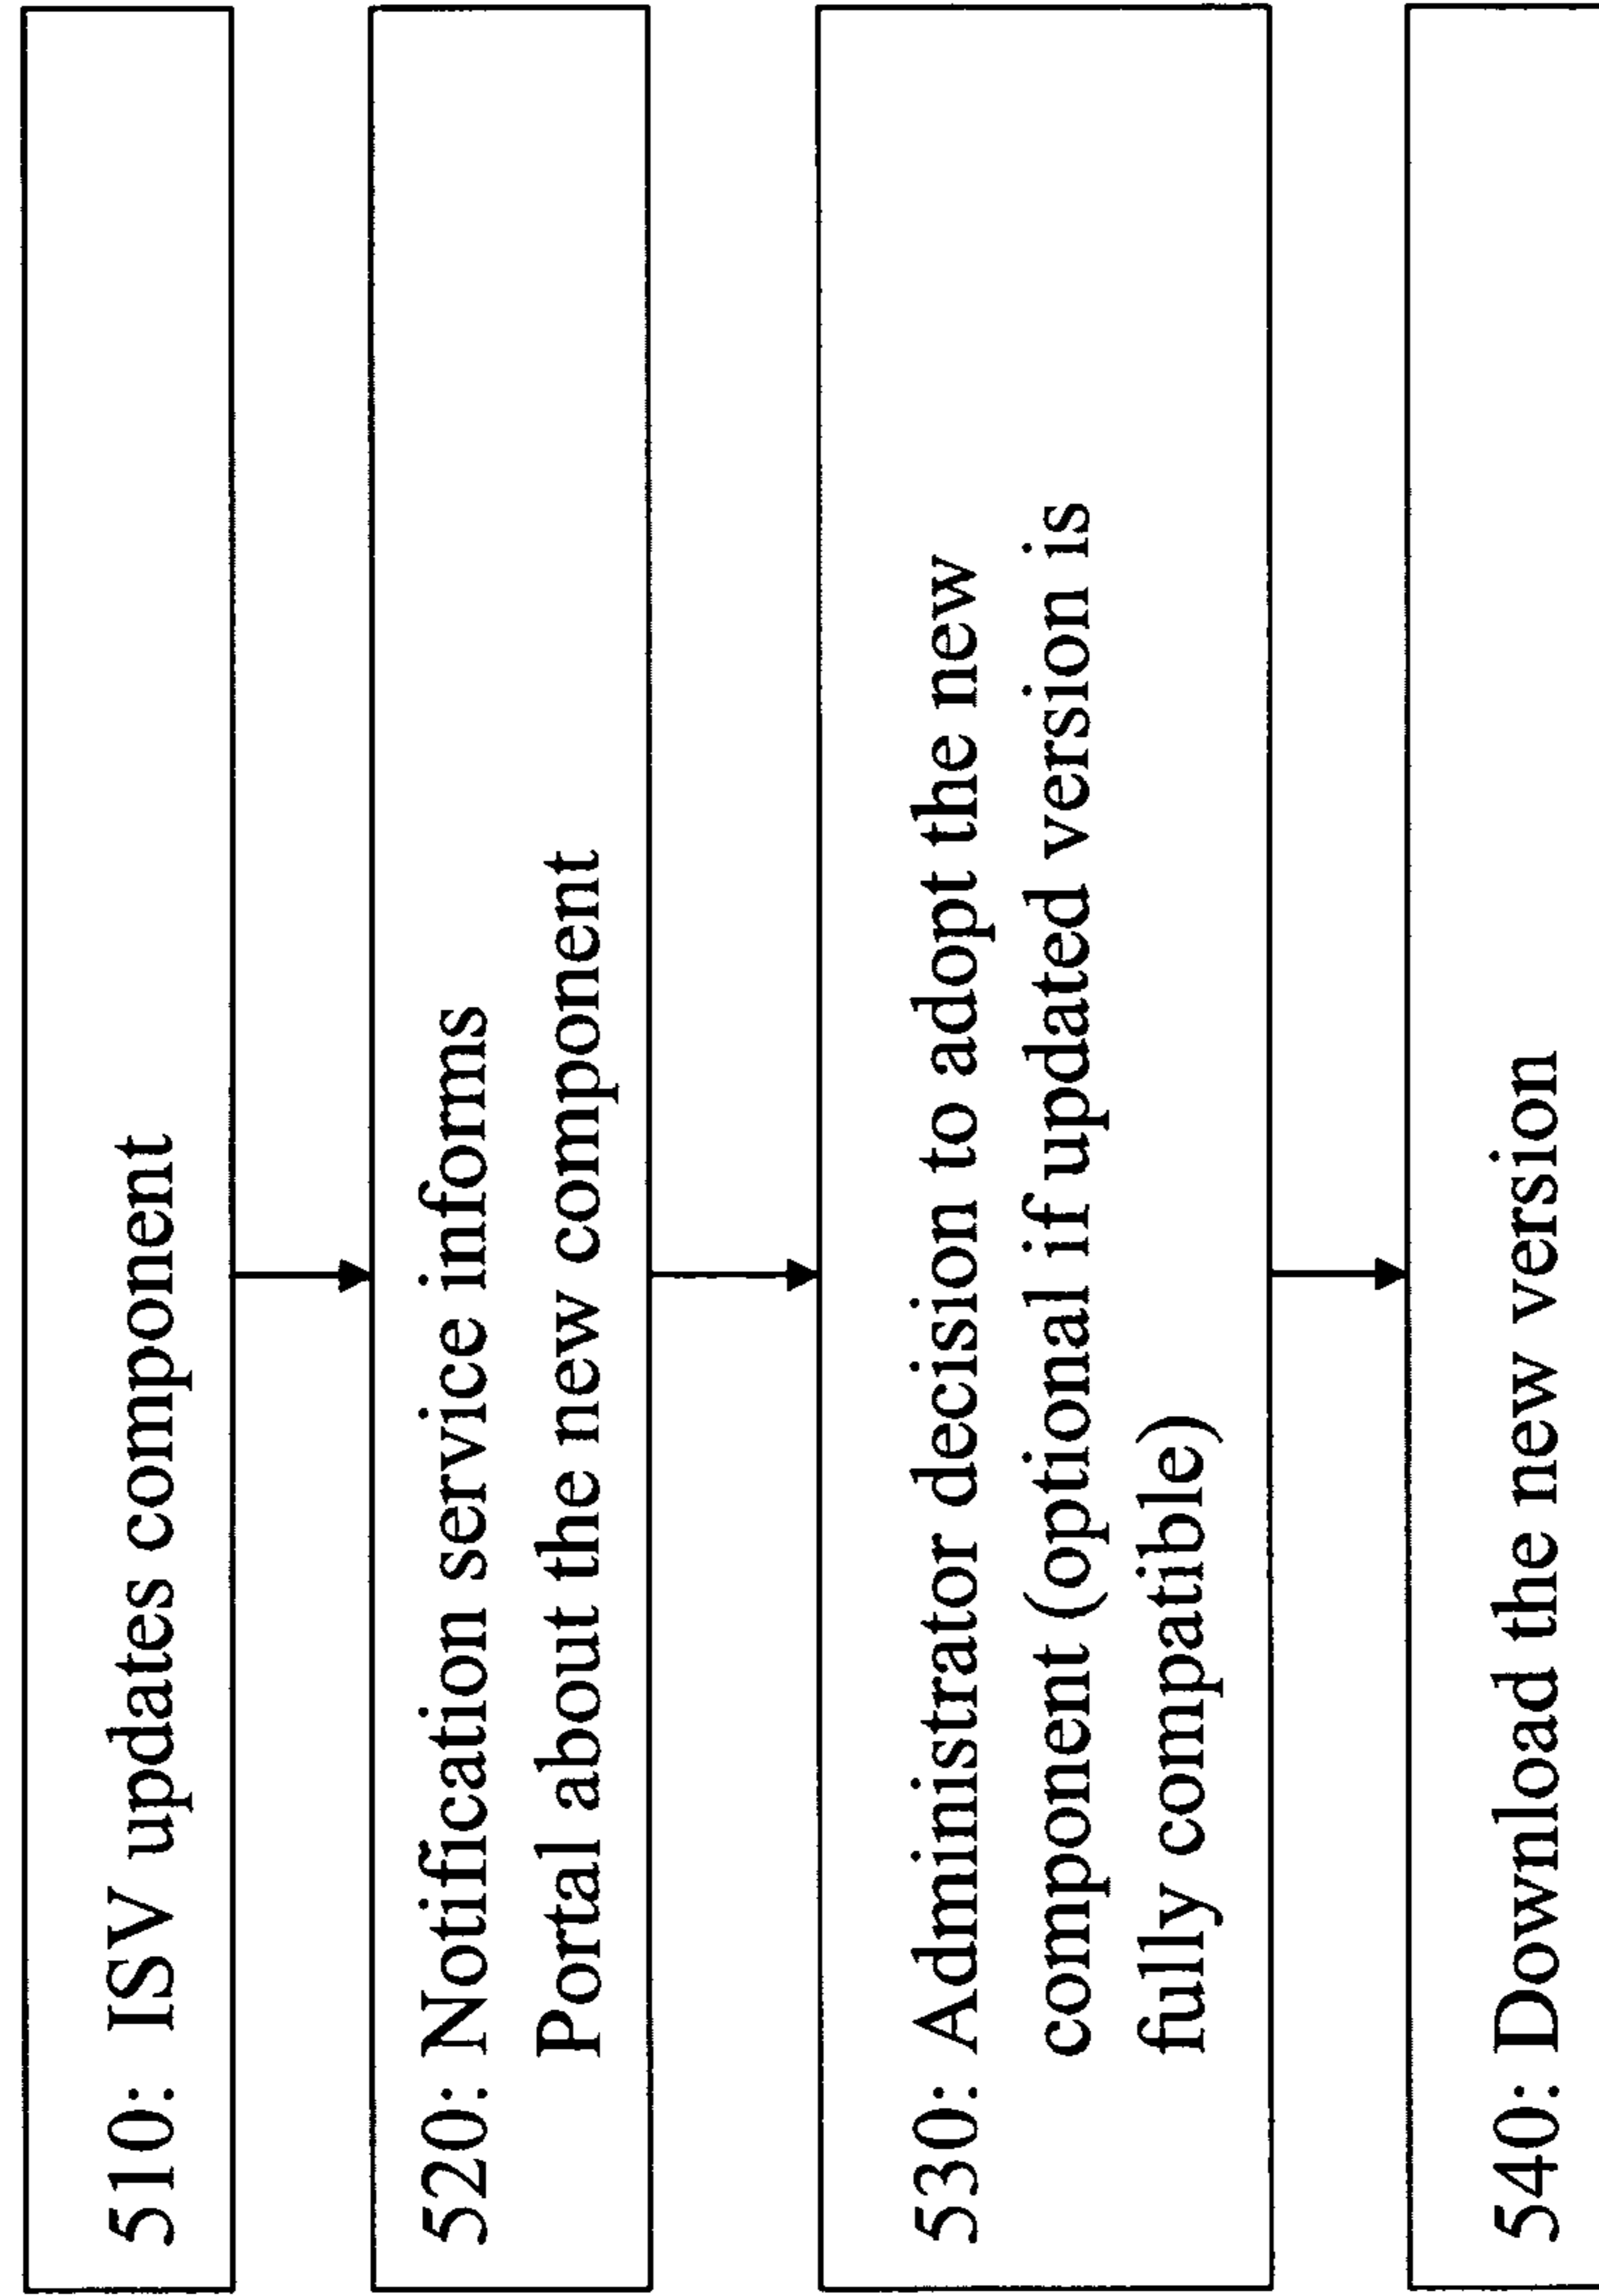 510: ISV updates component
520: Notification service informs
Portal about the new component
530: Administrator decision to adopt the new
component (optional if updated version is
fully compatible)
540: Download the new version